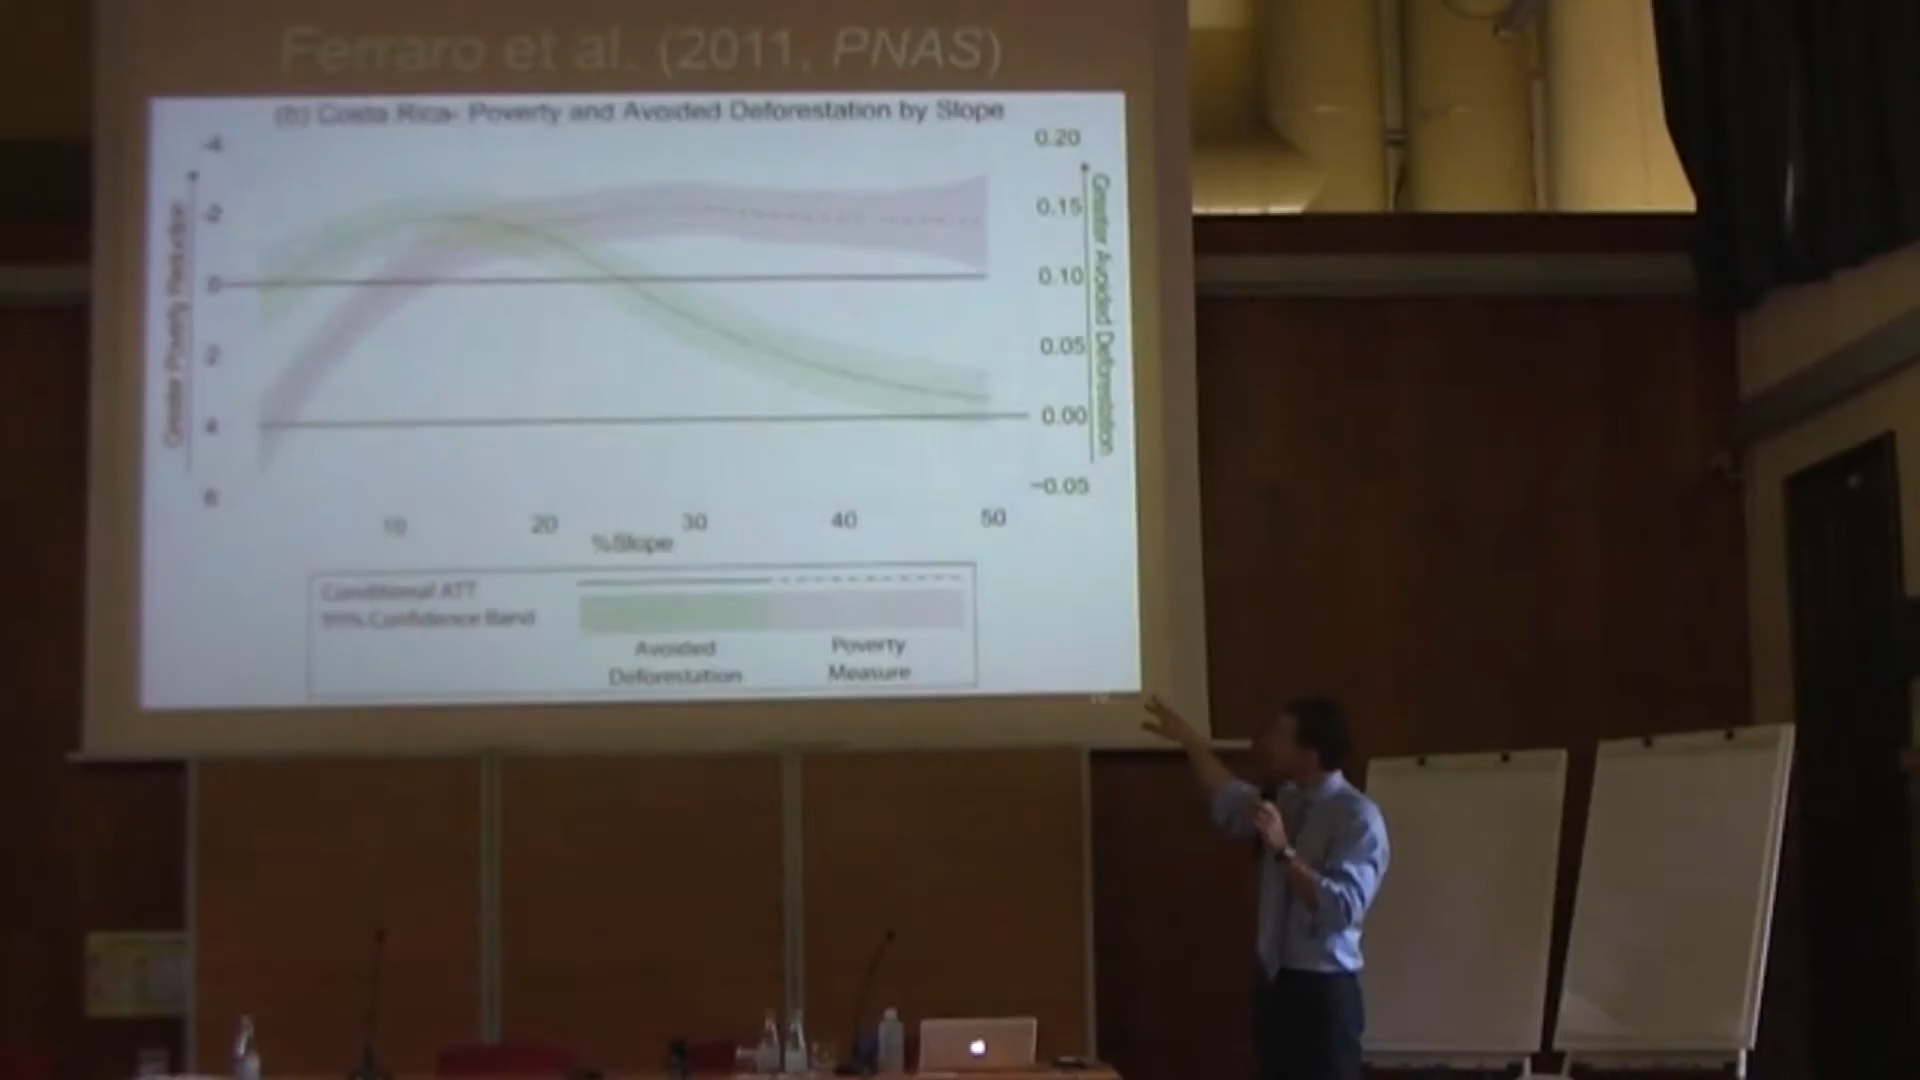 Ferraro et al. (2011, PNAS)
(b) Costa Rica- Poverty and Avoided Deforestation by Slope
-4
-2
0
2
4
6
Greater Poverty Reduction
0.20
0.15
0.10
0.05
0.00
-0.05
Greater Avoided Deforestation
10 20 30 40 50
%Slope
Conditional ATT
Confidence Band
Avoided Deforestation
Poverty Measure